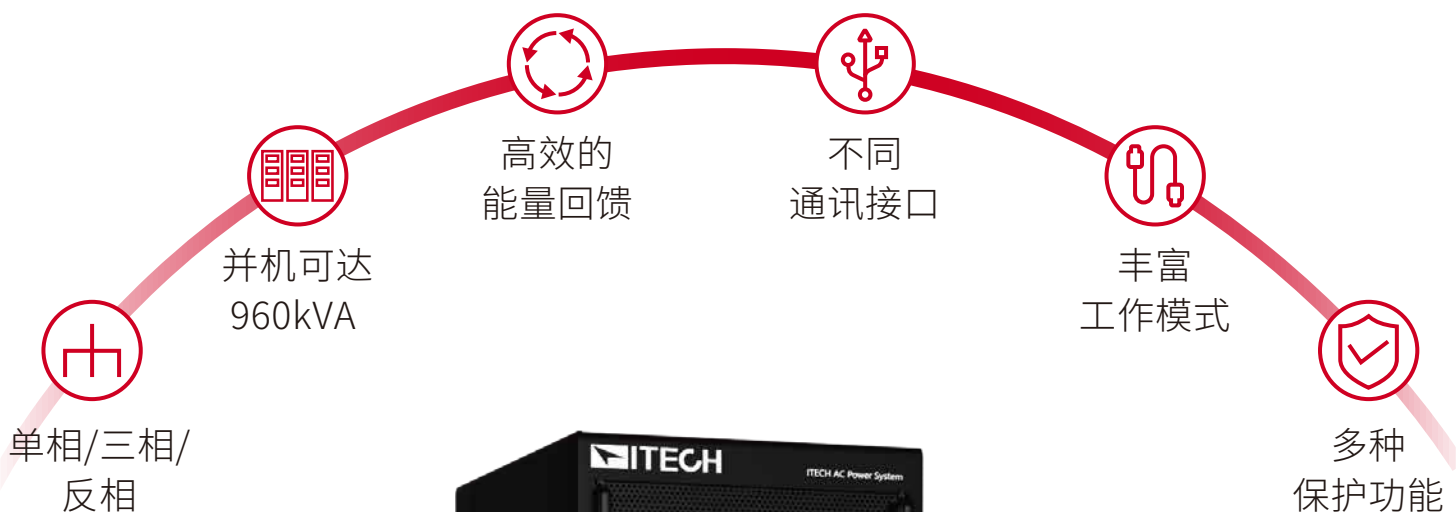 高效的
能量回馈
不同
通讯接口
并机可达
960kVA
丰富
工作模式
单相/三相/
反相
多种
保护功能
ITECH
ITECH AC Power System